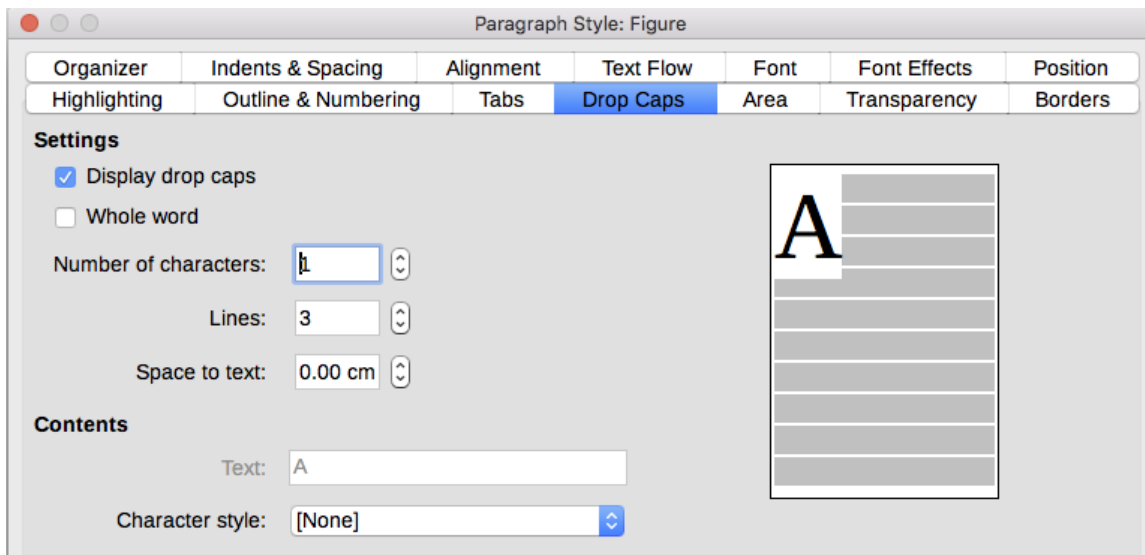 Paragraph Style: Figure
Organizer Indents & Spacing Alignment Text Flow Font Font Effects Position
Highlighting Outline & Numbering Tabs Drop Caps Area Transparency Borders
Settings
Display drop caps
Whole word
Number of characters: 1
Lines: 3
Space to text: 0.00 cm
Contents
Text: A
Character style: [None]
A